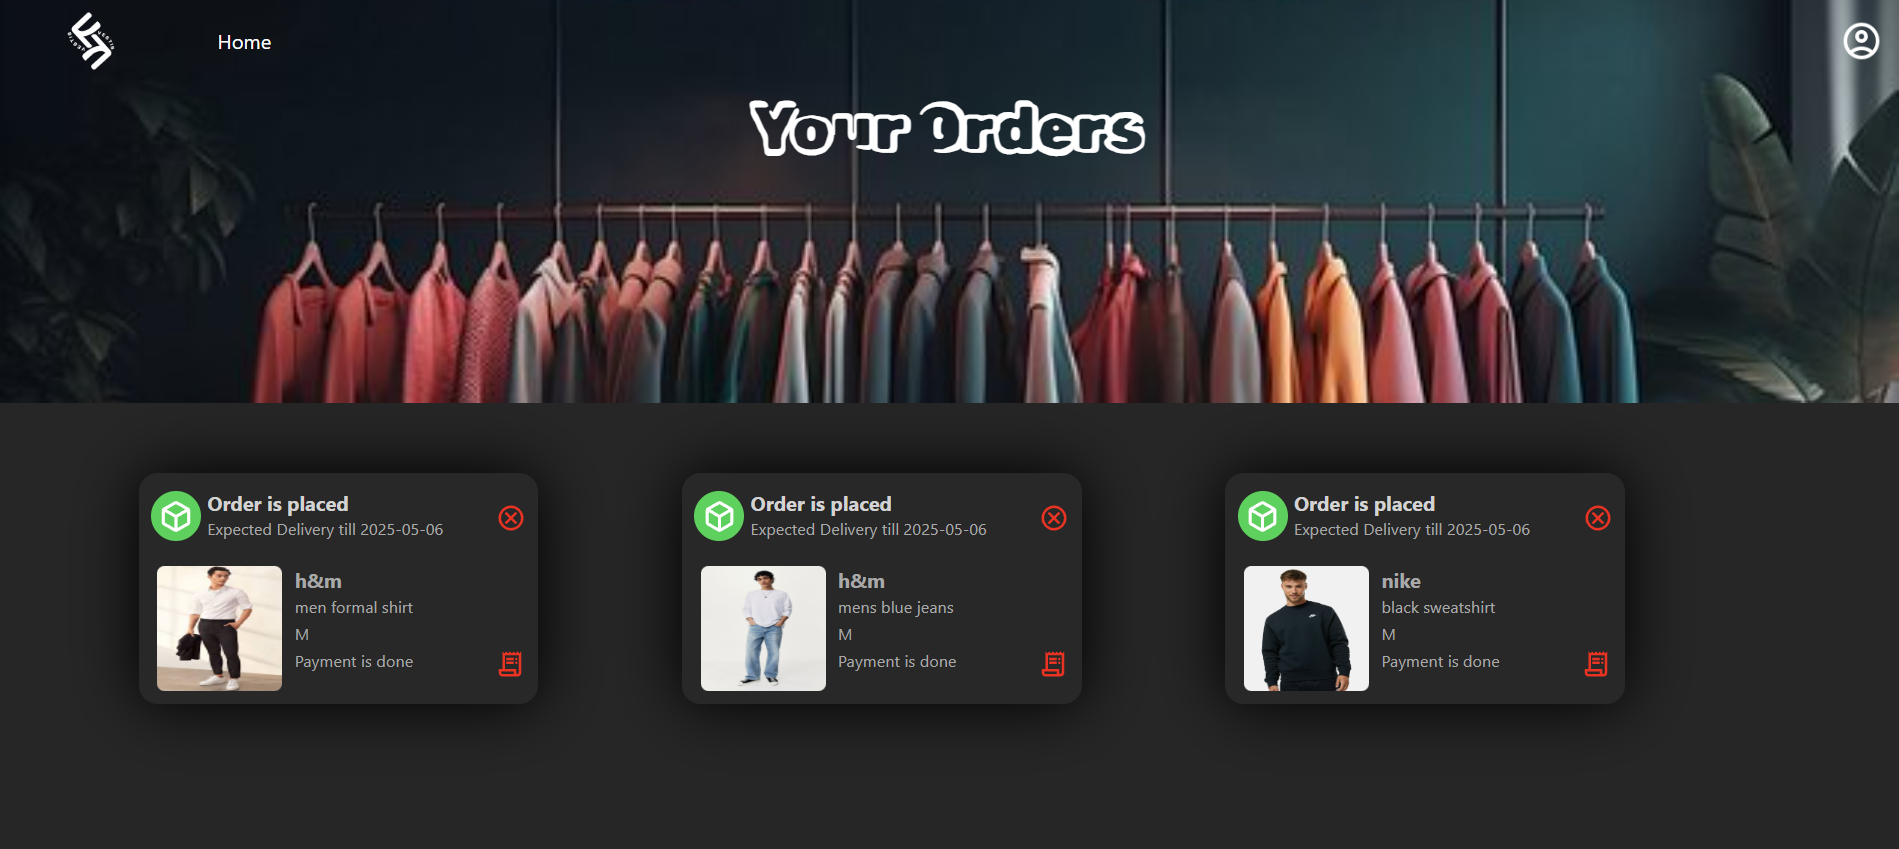 Home
Your Orders
Order is placed
Expected Delivery till 2025-05-06
h&m
men formal shirt
M
Payment is done
Order is placed
Expected Delivery till 2025-05-06
h&m
mens blue jeans
M
Payment is done
Order is placed
Expected Delivery till 2025-05-06
nike
black sweatshirt
M
Payment is done